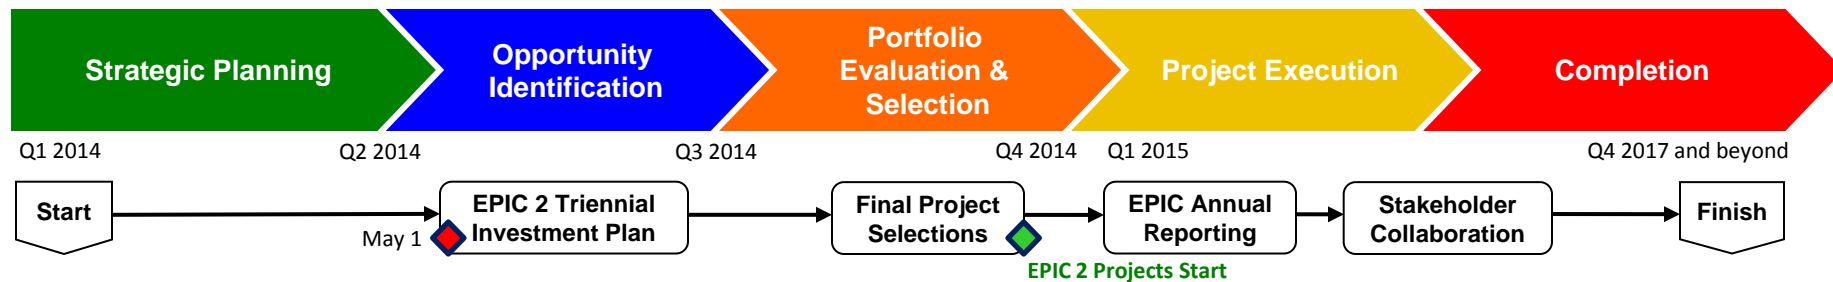 Strategic Planning
Opportunity
Identification
Portfolio
Evaluation &
Selection
Project Execution
Completion
Q1 2014
Q2 2014
Q3 2014
Q4 2014
Q1 2015
Q4 2017 and beyond
Start
May 1
EPIC 2 Triennial
Investment Plan
Final Project
Selections
EPIC 2 Projects Start
EPIC Annual
Reporting
Stakeholder
Collaboration
Finish